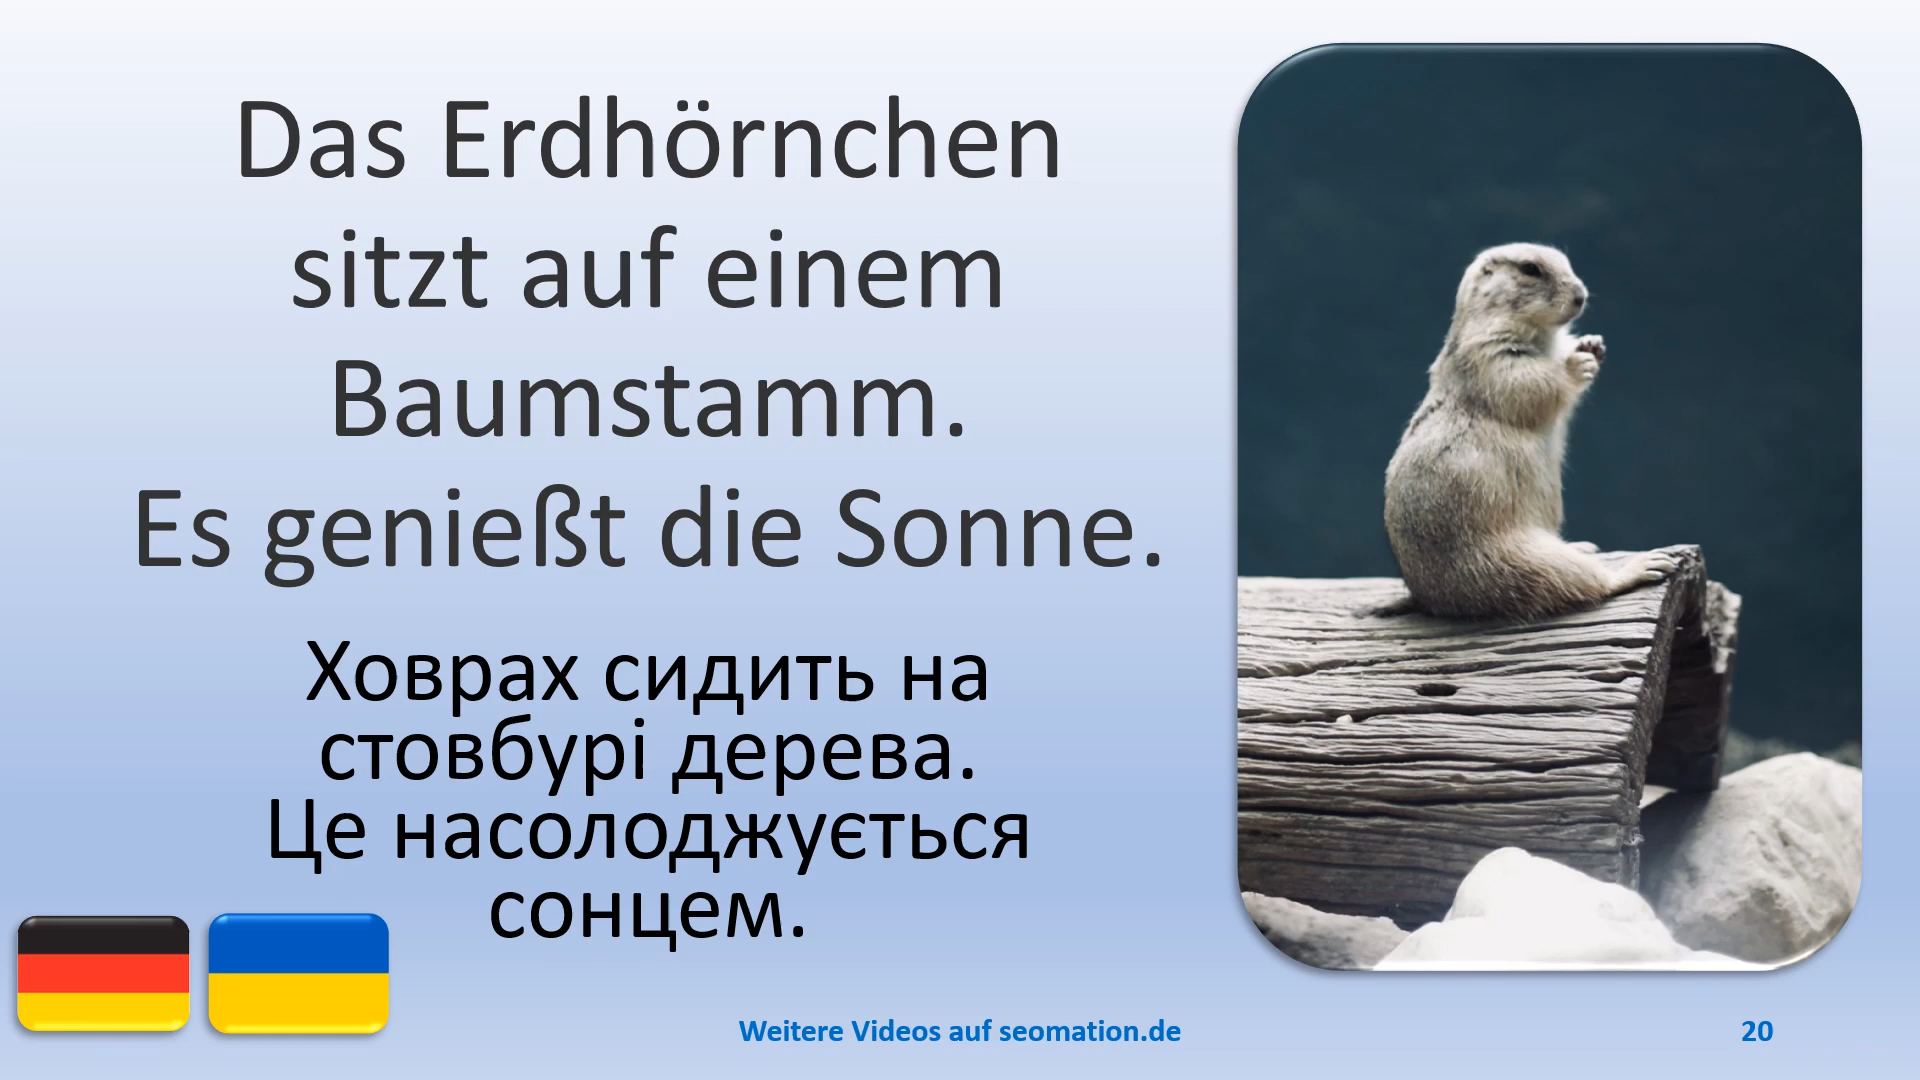 Das Erdhörnchen
sitzt auf einem
Baumstamm.
Es genießt die Sonne.
Ховрах сидить на
стовбурі дерева.
Це насолоджується
сонцем.
Weitere Videos auf seomation.de
20